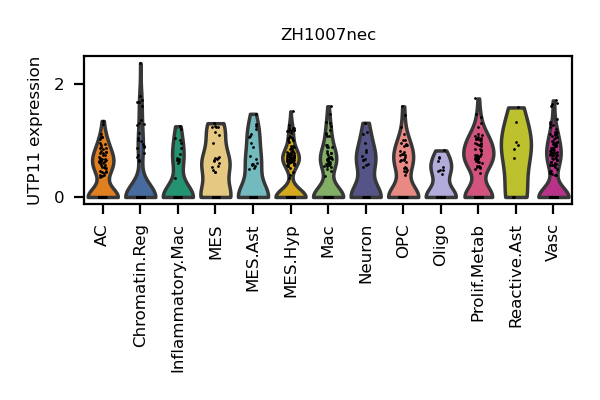 ZH1007nec
UTP11 expression
2
0
AC
Chromatin.Reg
Inflammatory.Mac
MES
MES.Ast
MES.Hyp
Mac
Neuron
OPC
Oligo
Prolif.Metab
Reactive.Ast
Vasc